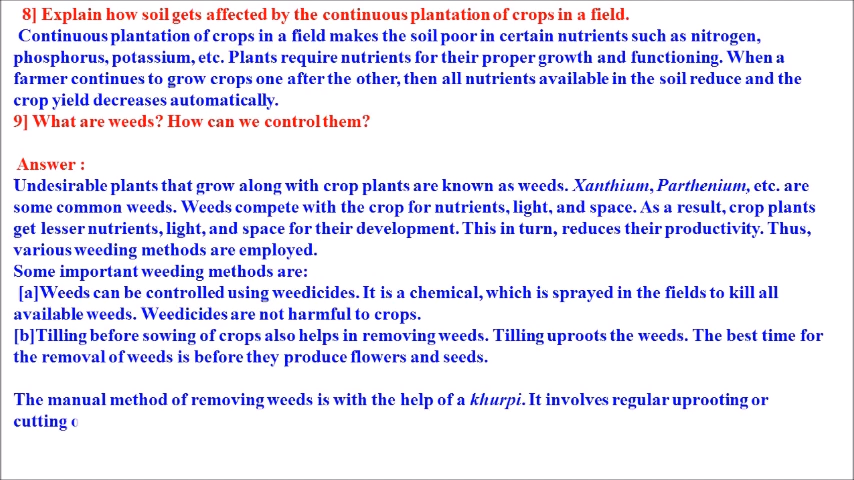 8] Explain how soil gets affected by the continuous plantation of crops in a field.
Continuous plantation of crops in a field makes the soil poor in certain nutrients such as nitrogen,
phosphorus, potassium, etc. Plants require nutrients for their proper growth and functioning. When a
farmer continues to grow crops one after the other, then all nutrients available in the soil reduce and the
crop yield decreases automatically.
9] What are weeds? How can we control them?
Answer :
Undesirable plants that grow along with crop plants are known as weeds. Xanthium, Parthenium, etc. are
some common weeds. Weeds compete with the crop for nutrients, light, and space. As a result, crop plants
get lesser nutrients, light, and space for their development. This in turn, reduces their productivity. Thus,
various weeding methods are employed.
Some important weeding methods are:
[a]Weeds can be controlled using weedicides. It is a chemical, which is sprayed in the fields to kill all
available weeds. Weedicides are not harmful to crops.
[b]Tilling before sowing of crops also helps in removing weeds. Tilling uproots the weeds. The best time for
the removal of weeds is before they produce flowers and seeds.
The manual method of removing weeds is with the help of a khurpi. It involves regular uprooting or
cutting